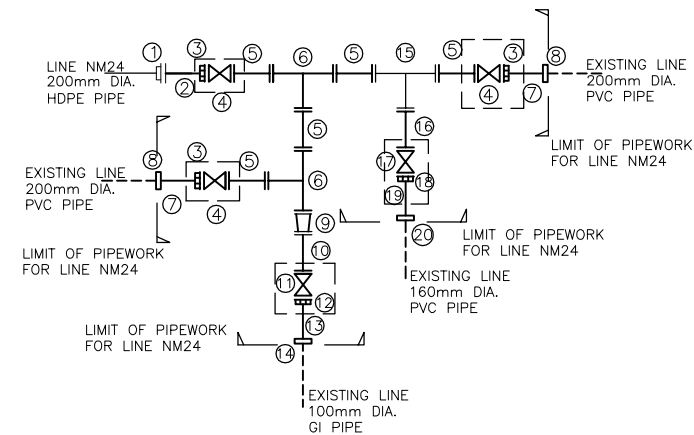 1
3
5
6
5
15
5
3
8
LINE NM24
200mm DIA.
HDPE PIPE
2
4
4
7
EXISTING LINE
200mm DIA.
PVC PIPE
5
16
LIMIT OF PIPEWORK
FOR LINE NM24
8
3
5
17
EXISTING LINE
200mm DIA.
PVC PIPE
6
18
7
4
19
9
20
LIMIT OF PIPEWORK
FOR LINE NM24
LIMIT OF PIPEWORK
FOR LINE NM24
10
11
EXISTING LINE
160mm DIA.
PVC PIPE
12
13
LIMIT OF PIPEWORK
FOR LINE NM24
14
EXISTING LINE
100mm DIA.
GI PIPE